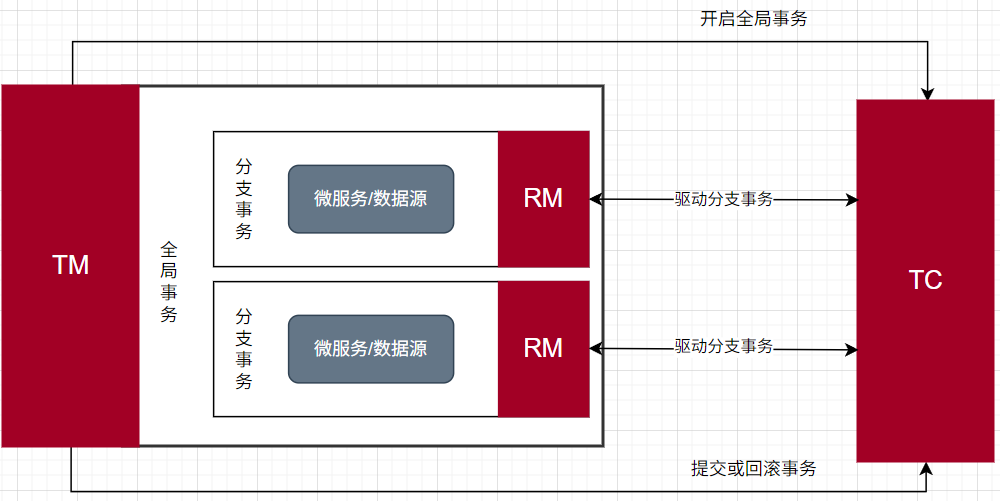 开启全局事务
TM
全局事务
分支事务
微服务/数据源
RM
驱动分支事务
分支事务
微服务/数据源
RM
驱动分支事务
TC
提交或回滚事务